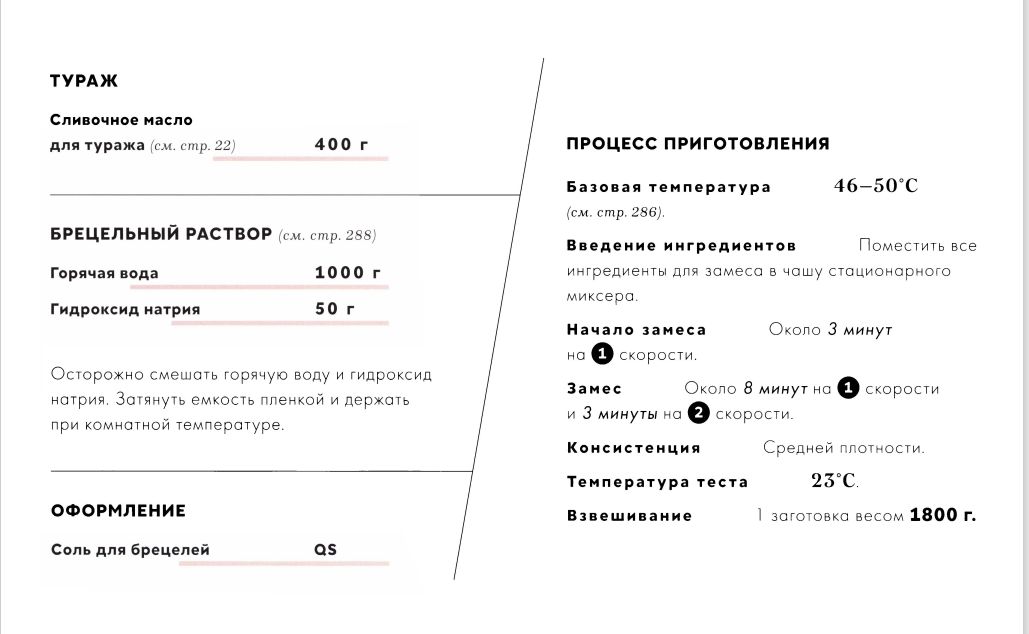 ТУРАЖ
Сливочное масло
для туража (см. стр. 22) 400 г
БРЕЦЕЛЬНЫЙ РАСТВОР (см. стр. 288)
Горячая вода 1000 г
Гидроксид натрия 50 г
Осторожно смешать горячую воду и гидроксид
натрия. Затянуть емкость пленкой и держать
при комнатной температуре.
ОФОРМЛЕНИЕ
Соль для брецелей QS
ПРОЦЕСС ПРИГОТОВЛЕНИЯ
Базовая температура 46–50°C
(см. стр. 286).
Введение ингредиентов Поместить все
ингредиенты для замеса в чашу стационарного
миксера.
Начало замеса Около 3 минут
на 1 скорости.
Замес Около 8 минут на 1 скорости
и 3 минуты на 2 скорости.
Консистенция Средней плотности.
Температура теста 23°C.
Взвешивание 1 заготовка весом 1800 г.